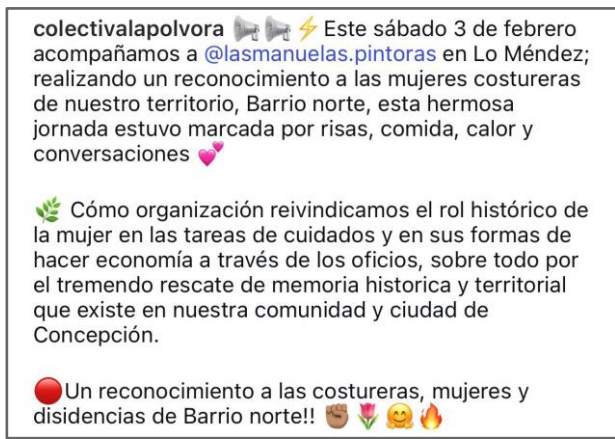 colectivalapolvora 📢📢⚡ Este sábado 3 de febrero
acompañamos a @lasmanuelas.pintoras en Lo Méndez;
realizando un reconocimiento a las mujeres costureras
de nuestro territorio, Barrio norte, esta hermosa
jornada estuvo marcada por risas, comida, calor y
conversaciones 💕
🌿 Cómo organización reivindicamos el rol histórico de
la mujer en las tareas de cuidados y en sus formas de
hacer economía a través de los oficios, sobre todo por
el tremendo rescate de memoria historica y territorial
que existe en nuestra comunidad y ciudad de
Concepción.
🔴Un reconocimiento a las costureras, mujeres y
disidencias de Barrio norte!! ✊🏽🌷🤗🔥